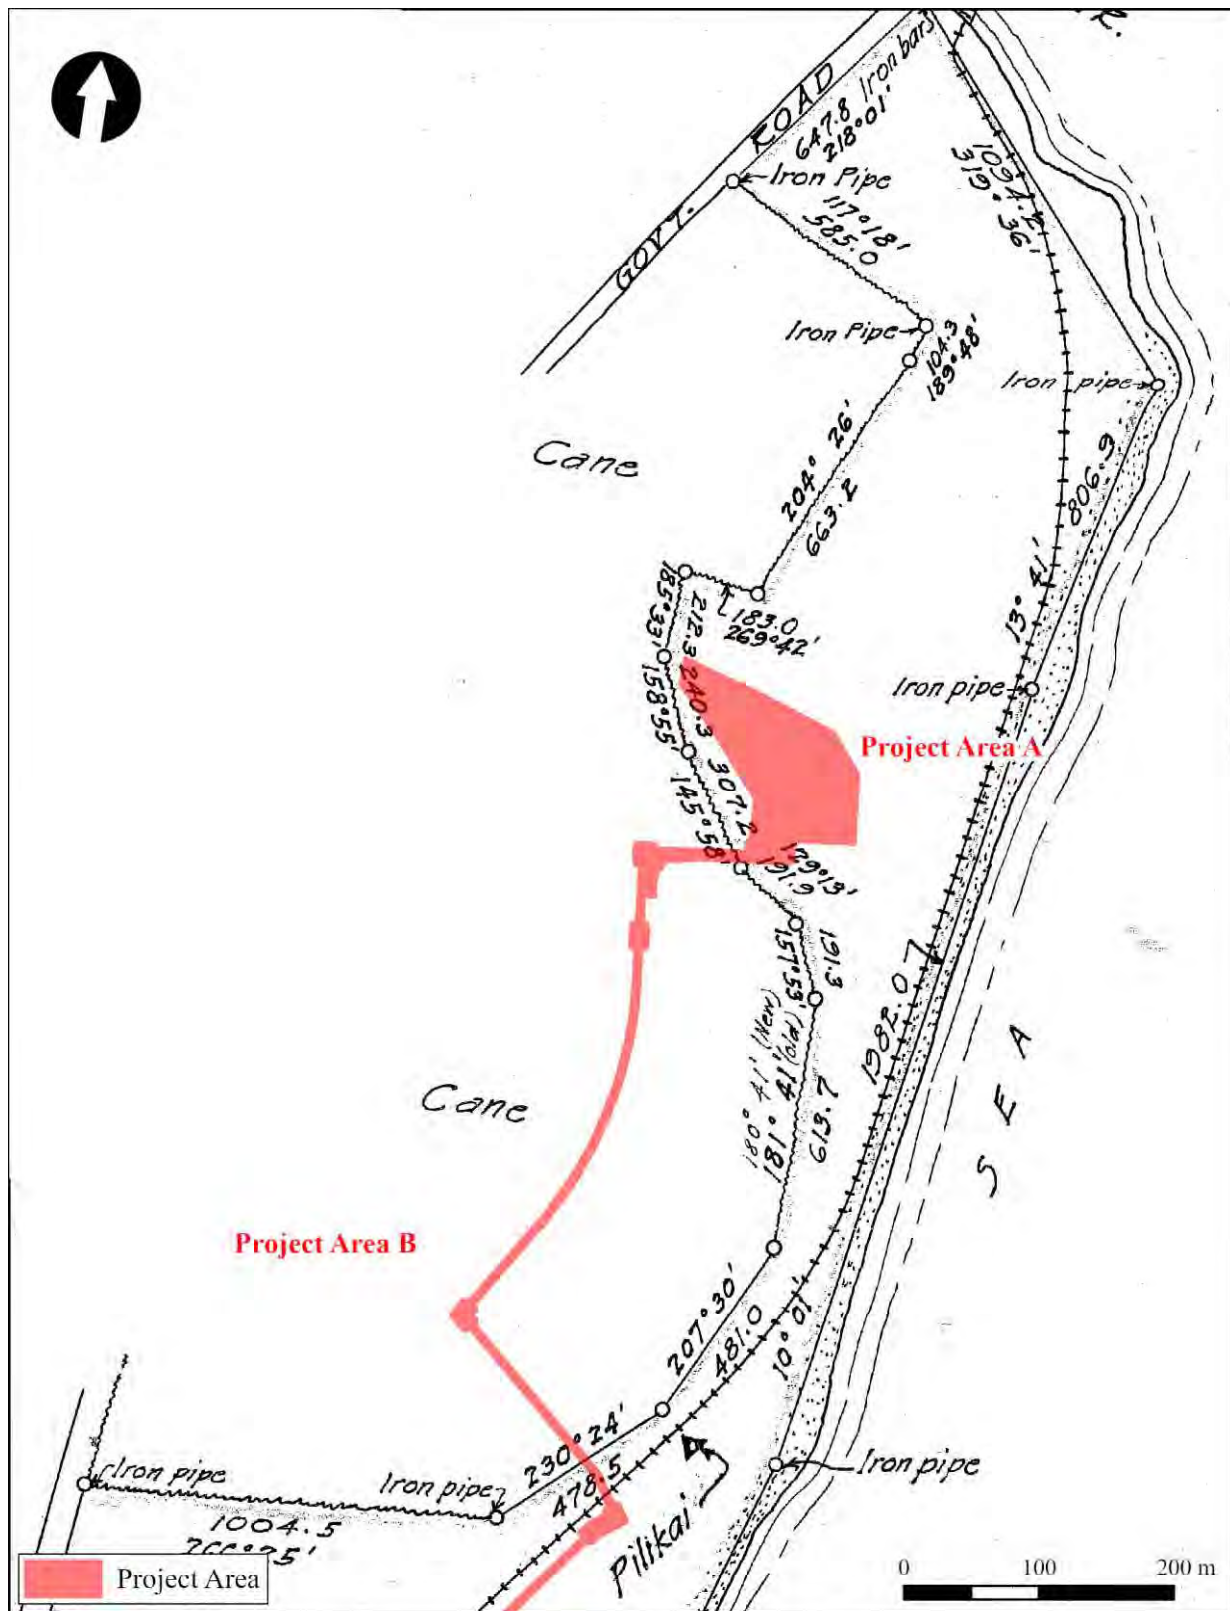 R.
ROAD
GOVT.
647.8 Iron bars
218°01'
Iron Pipe
117°18'
585.0
1094.2'
319°36'
Iron Pipe
104.3
189°48'
Iron pipe
Cane
204° 26'
663.2
806.9'
13° 41'
185°33'
212.3
183.0
269°42'
Iron pipe
158°55'
240.3
Project Area A
307.2
145°58'
129°13'
191.9
191.3
157°53'
180° 41' (New)
181° 41' (Old)
613.7
1982.07
SEA
Cane
Project Area B
207°30'
481.0
10°01'
230°24'
478.5
Iron pipe
Iron pipe
Iron pipe
1004.5
Pilikai
Project Area
0 100 200 m